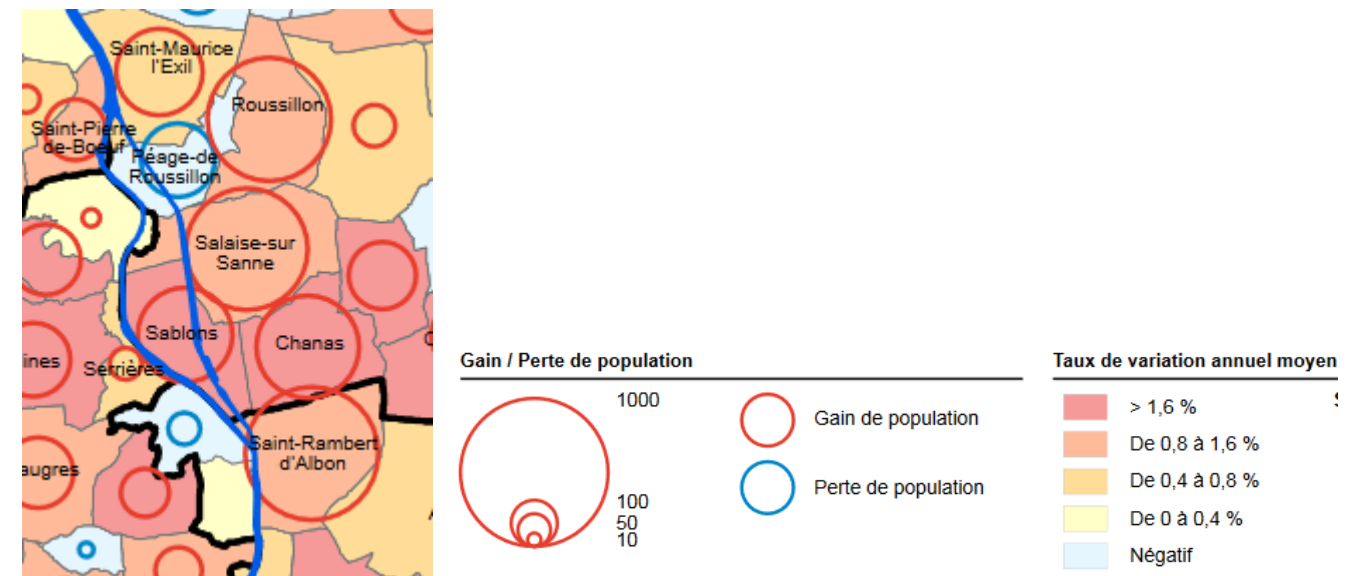 Saint-Maurice
l'Exil
Roussillon
Saint-Pierre
de-Boeuf
Péage-de
Roussillon
Salaise-sur
Sanne
Sablons
Chanas
ines
Serrières
Saint-Rambert
d'Albon
augres
Gain / Perte de population
1000
100
50
10
Gain de population
Perte de population
Taux de variation annuel moyen
> 1,6 %
De 0,8 à 1,6 %
De 0,4 à 0,8 %
De 0 à 0,4 %
Négatif